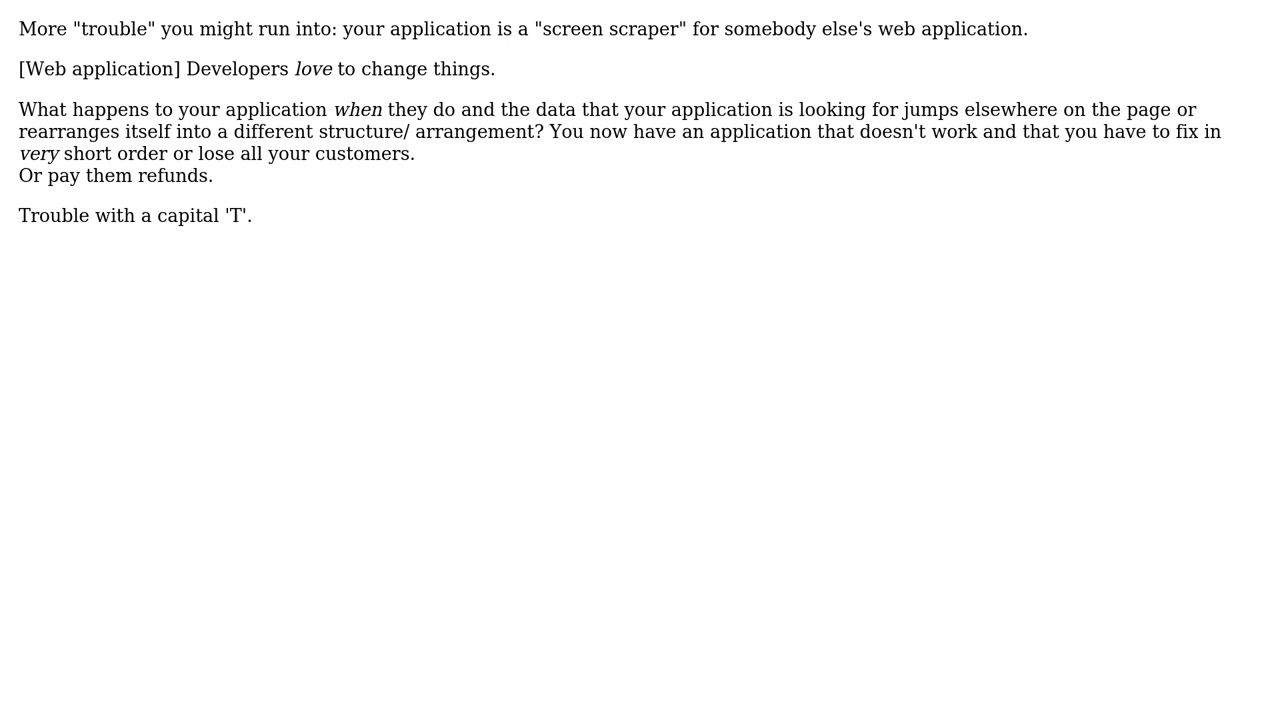 More "trouble" you might run into: your application is a "screen scraper" for somebody else's web application.
[Web application] Developers love to change things.
What happens to your application when they do and the data that your application is looking for jumps elsewhere on the page or
rearranges itself into a different structure/ arrangement? You now have an application that doesn't work and that you have to fix in
very short order or lose all your customers.
Or pay them refunds.
Trouble with a capital 'T'.